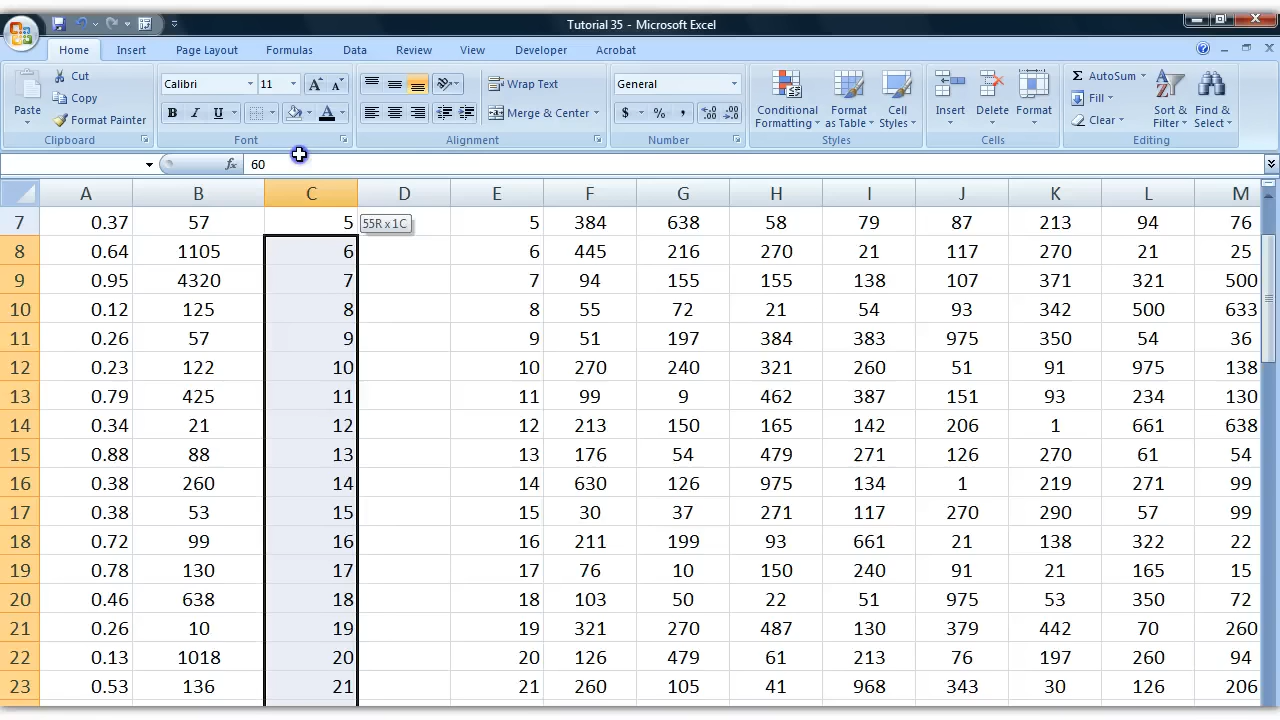 Tutorial 35 - Microsoft Excel
Home Insert Page Layout Formulas Data Review View Developer Acrobat
Paste
Cut
Copy
Format Painter
Clipboard
Calibri 11
B I U
Font
Wrap Text
Merge & Center
Alignment
General
$ % ,
Number
Conditional Formatting
Format as Table
Cell Styles
Styles
Insert Delete Format
Cells
AutoSum
Fill
Clear
Sort & Filter
Find & Select
Editing
fx 60
A B C D E F G H I J K L M
7 0.37 57 5 55R x 1C 5 384 638 58 79 87 213 94 76
8 0.64 1105 6 6 445 216 270 21 117 270 21 25
9 0.95 4320 7 7 94 155 155 138 107 371 321 500
10 0.12 125 8 8 55 72 21 54 93 342 500 633
11 0.26 57 9 9 51 197 384 383 975 350 54 36
12 0.23 122 10 10 270 240 321 260 51 91 975 138
13 0.79 425 11 11 99 9 462 387 151 93 234 130
14 0.34 21 12 12 213 150 165 142 206 1 661 638
15 0.88 88 13 13 176 54 479 271 126 270 61 54
16 0.38 260 14 14 630 126 975 134 1 219 271 99
17 0.38 53 15 15 30 37 271 117 270 290 57 99
18 0.72 99 16 16 211 199 93 661 21 138 322 22
19 0.78 130 17 17 76 10 150 240 91 21 165 15
20 0.46 638 18 18 103 50 22 51 975 53 350 72
21 0.26 10 19 19 321 270 487 130 379 442 70 260
22 0.13 1018 20 20 126 479 61 213 76 197 260 94
23 0.53 136 21 21 260 105 41 968 343 30 126 206